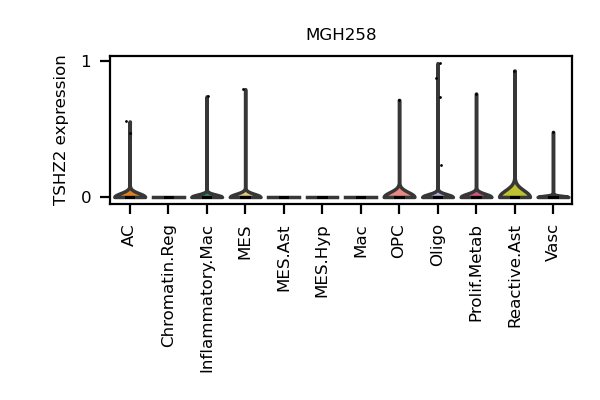 MGH258
TSHZ2 expression
1
0
AC
Chromatin.Reg
Inflammatory.Mac
MES
MES.Ast
MES.Hyp
Mac
OPC
Oligo
Prolif.Metab
Reactive.Ast
Vasc